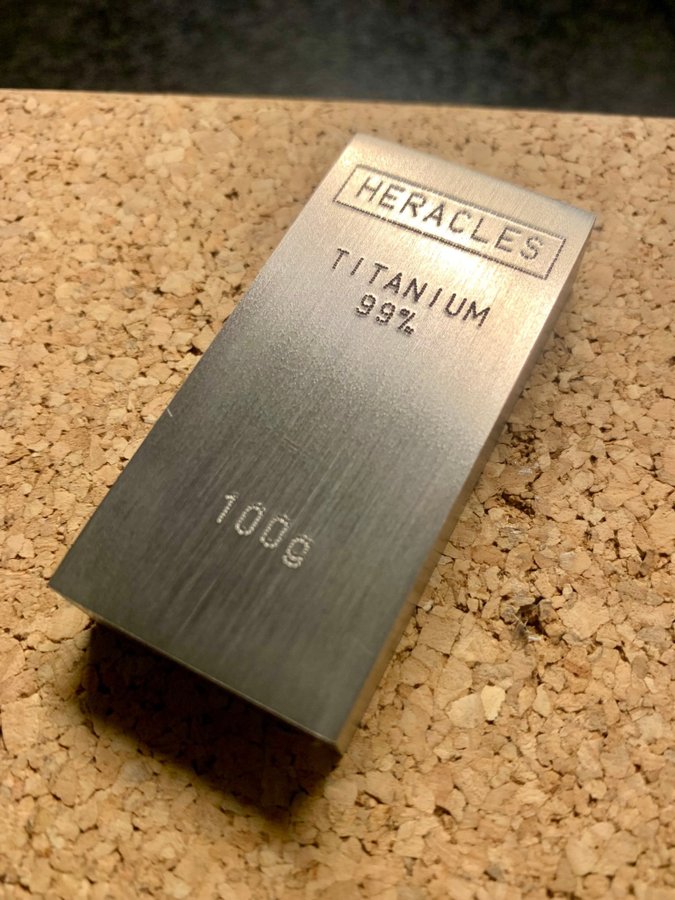 HERACLES
TITANIUM
99%
100g